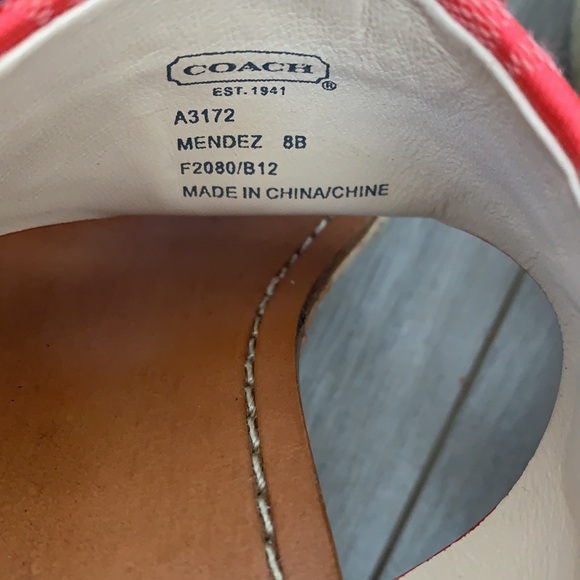 COACH®
EST. 1941
A3172
MENDEZ 8B
F2080/B12
MADE IN CHINA/CHINE